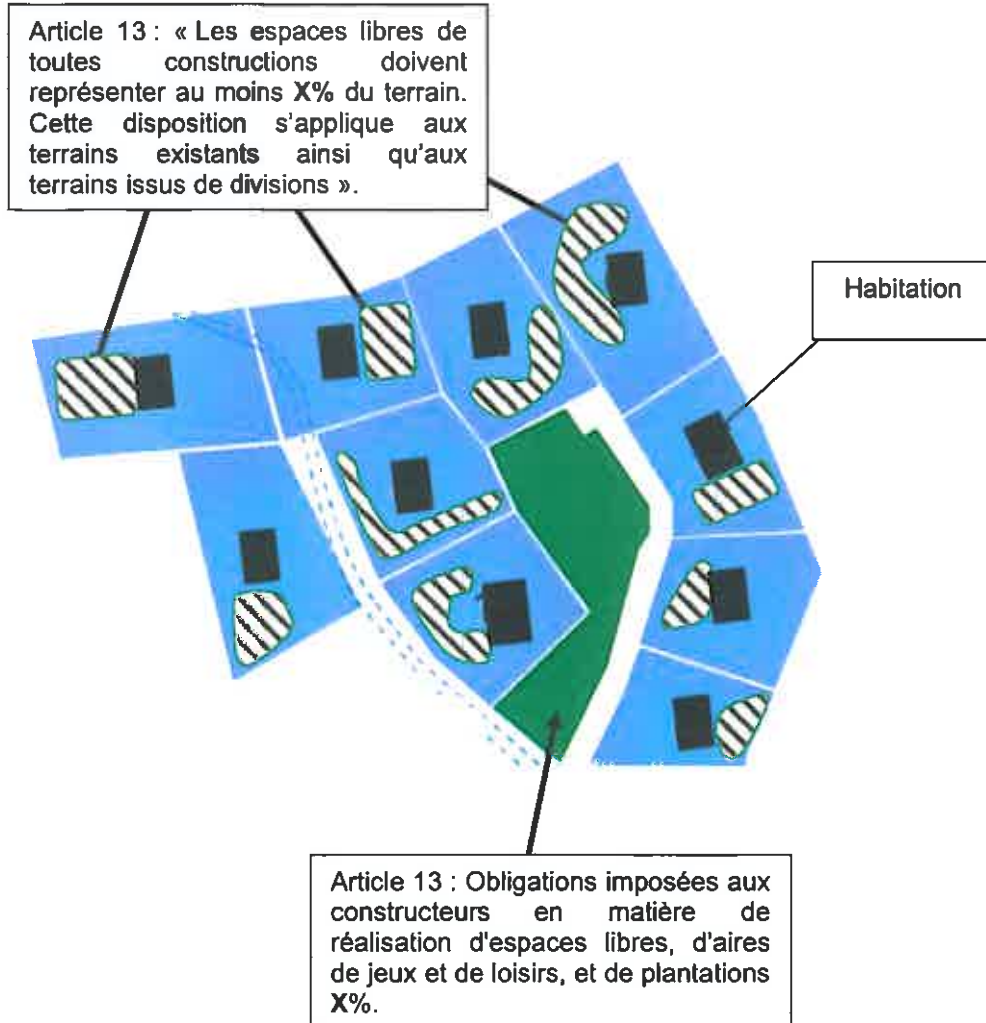 Article 13 : « Les espaces libres de
toutes constructions doivent
représenter au moins X% du terrain.
Cette disposition s'applique aux
terrains existants ainsi qu'aux
terrains issus de divisions ».
Habitation
Article 13 : Obligations imposées aux
constructeurs en matière de
réalisation d'espaces libres, d'aires
de jeux et de loisirs, et de plantations
X%.